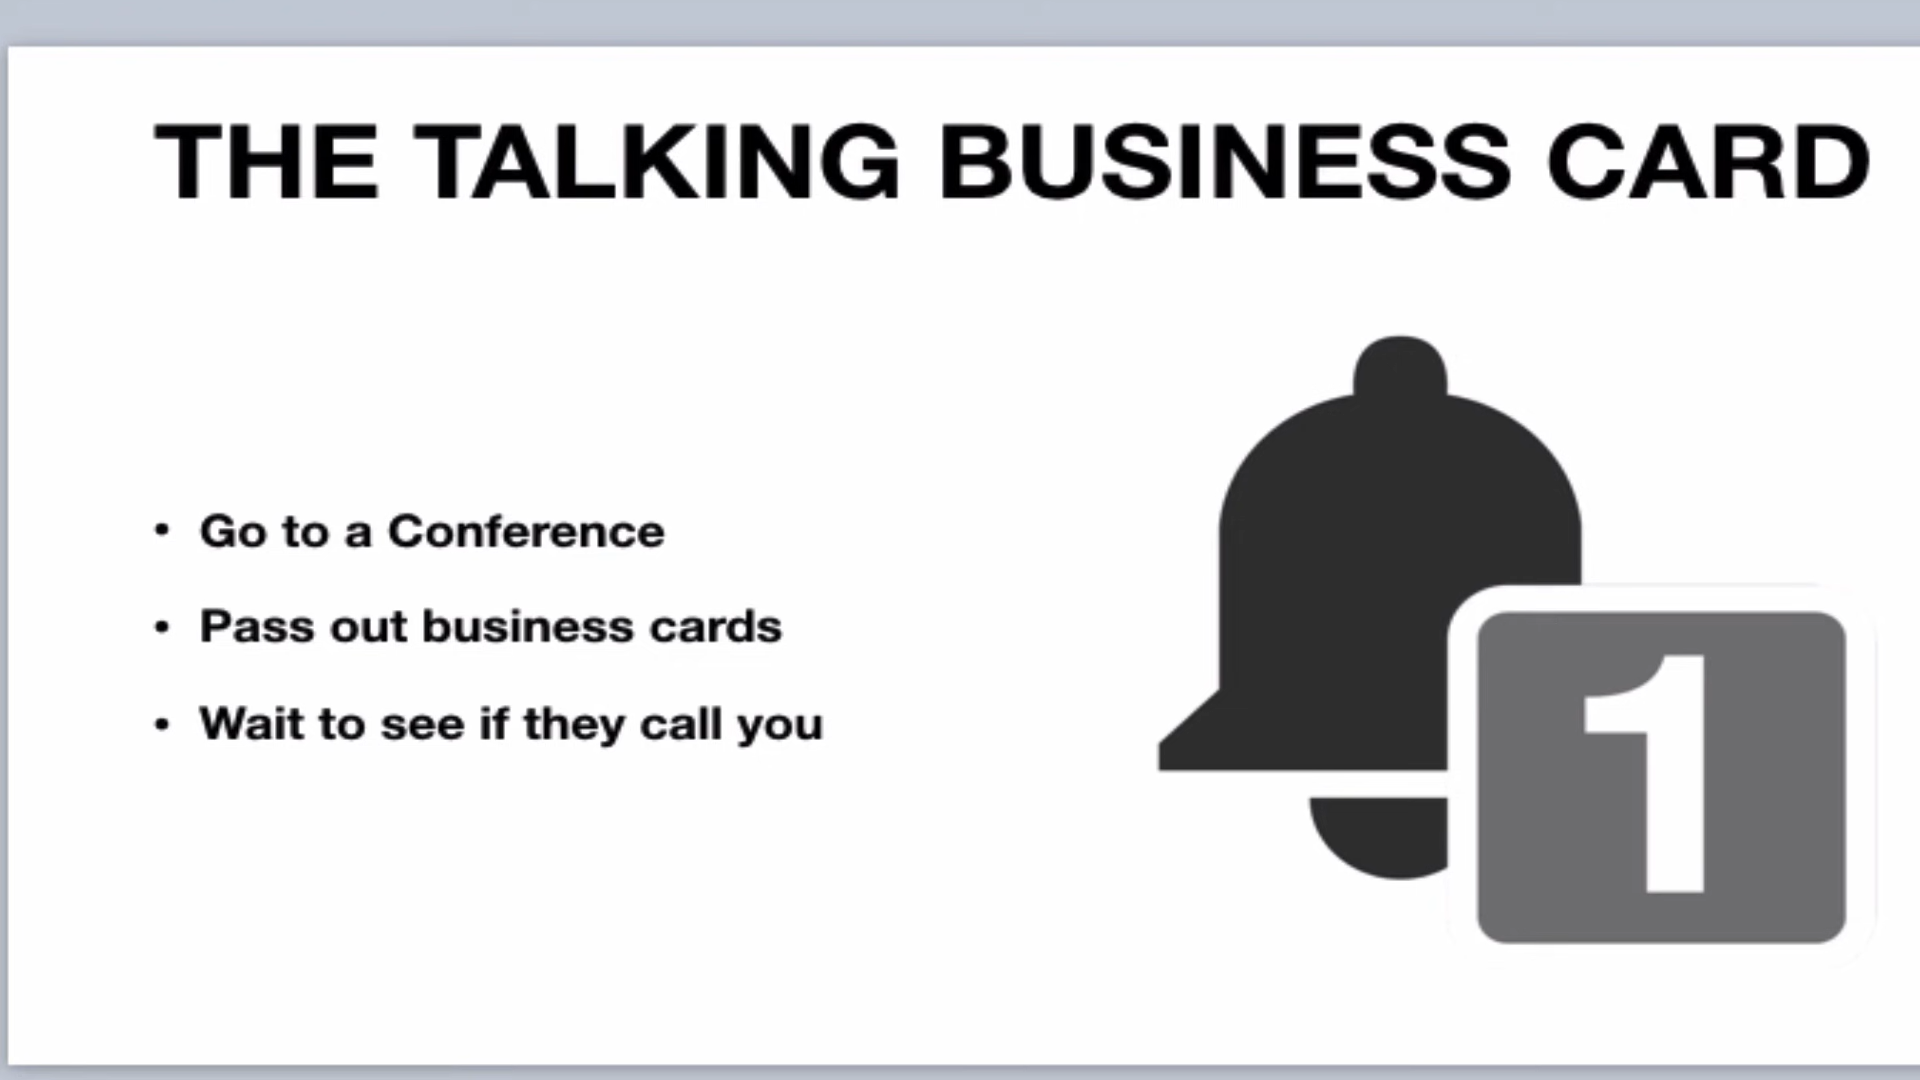 THE TALKING BUSINESS CARD
• Go to a Conference
• Pass out business cards
• Wait to see if they call you
1